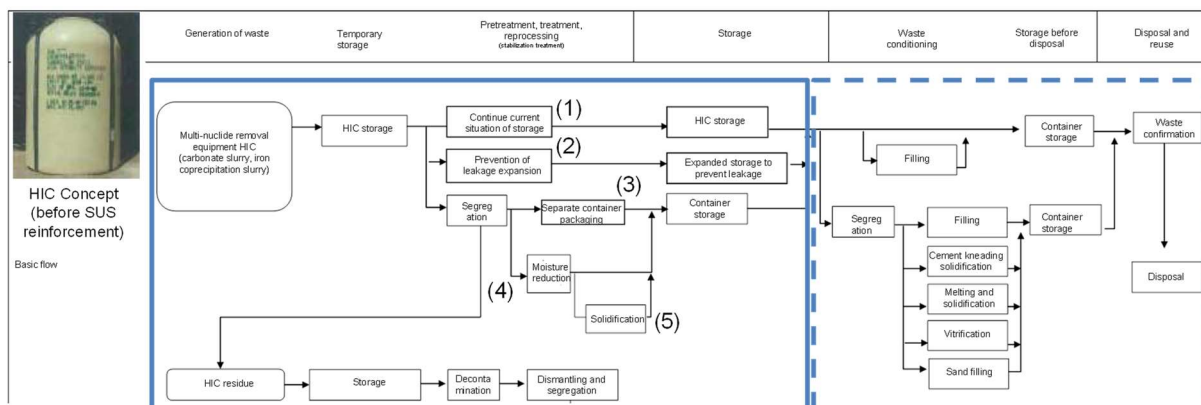 Generation of waste
Temporary
storage
Pretreatment, treatment,
reprocessing
(stabilization treatment)
Storage
Waste
conditioning
Storage before
disposal
Disposal and
reuse
HIC Concept
(before SUS
reinforcement)
Basic flow
Multi-nuclide removal
equipment HIC
(carbonate slurry, iron
coprecipitation slurry)
HIC storage
Continue current
situation of storage
(1)
HIC storage
Prevention of
leakage expansion
(2)
Expanded storage to
prevent leakage
Segreg
ation
Separate container
packaging
(3)
Container
storage
Moisture
reduction
(4)
Solidification
(5)
HIC residue
Storage
Deconta
mination
Dismantling and
segregation
Filling
Container
storage
Waste
confirmation
Segreg
ation
Filling
Container
storage
Cement kneading
solidification
Melting and
solidification
Vitrification
Sand filling
Disposal